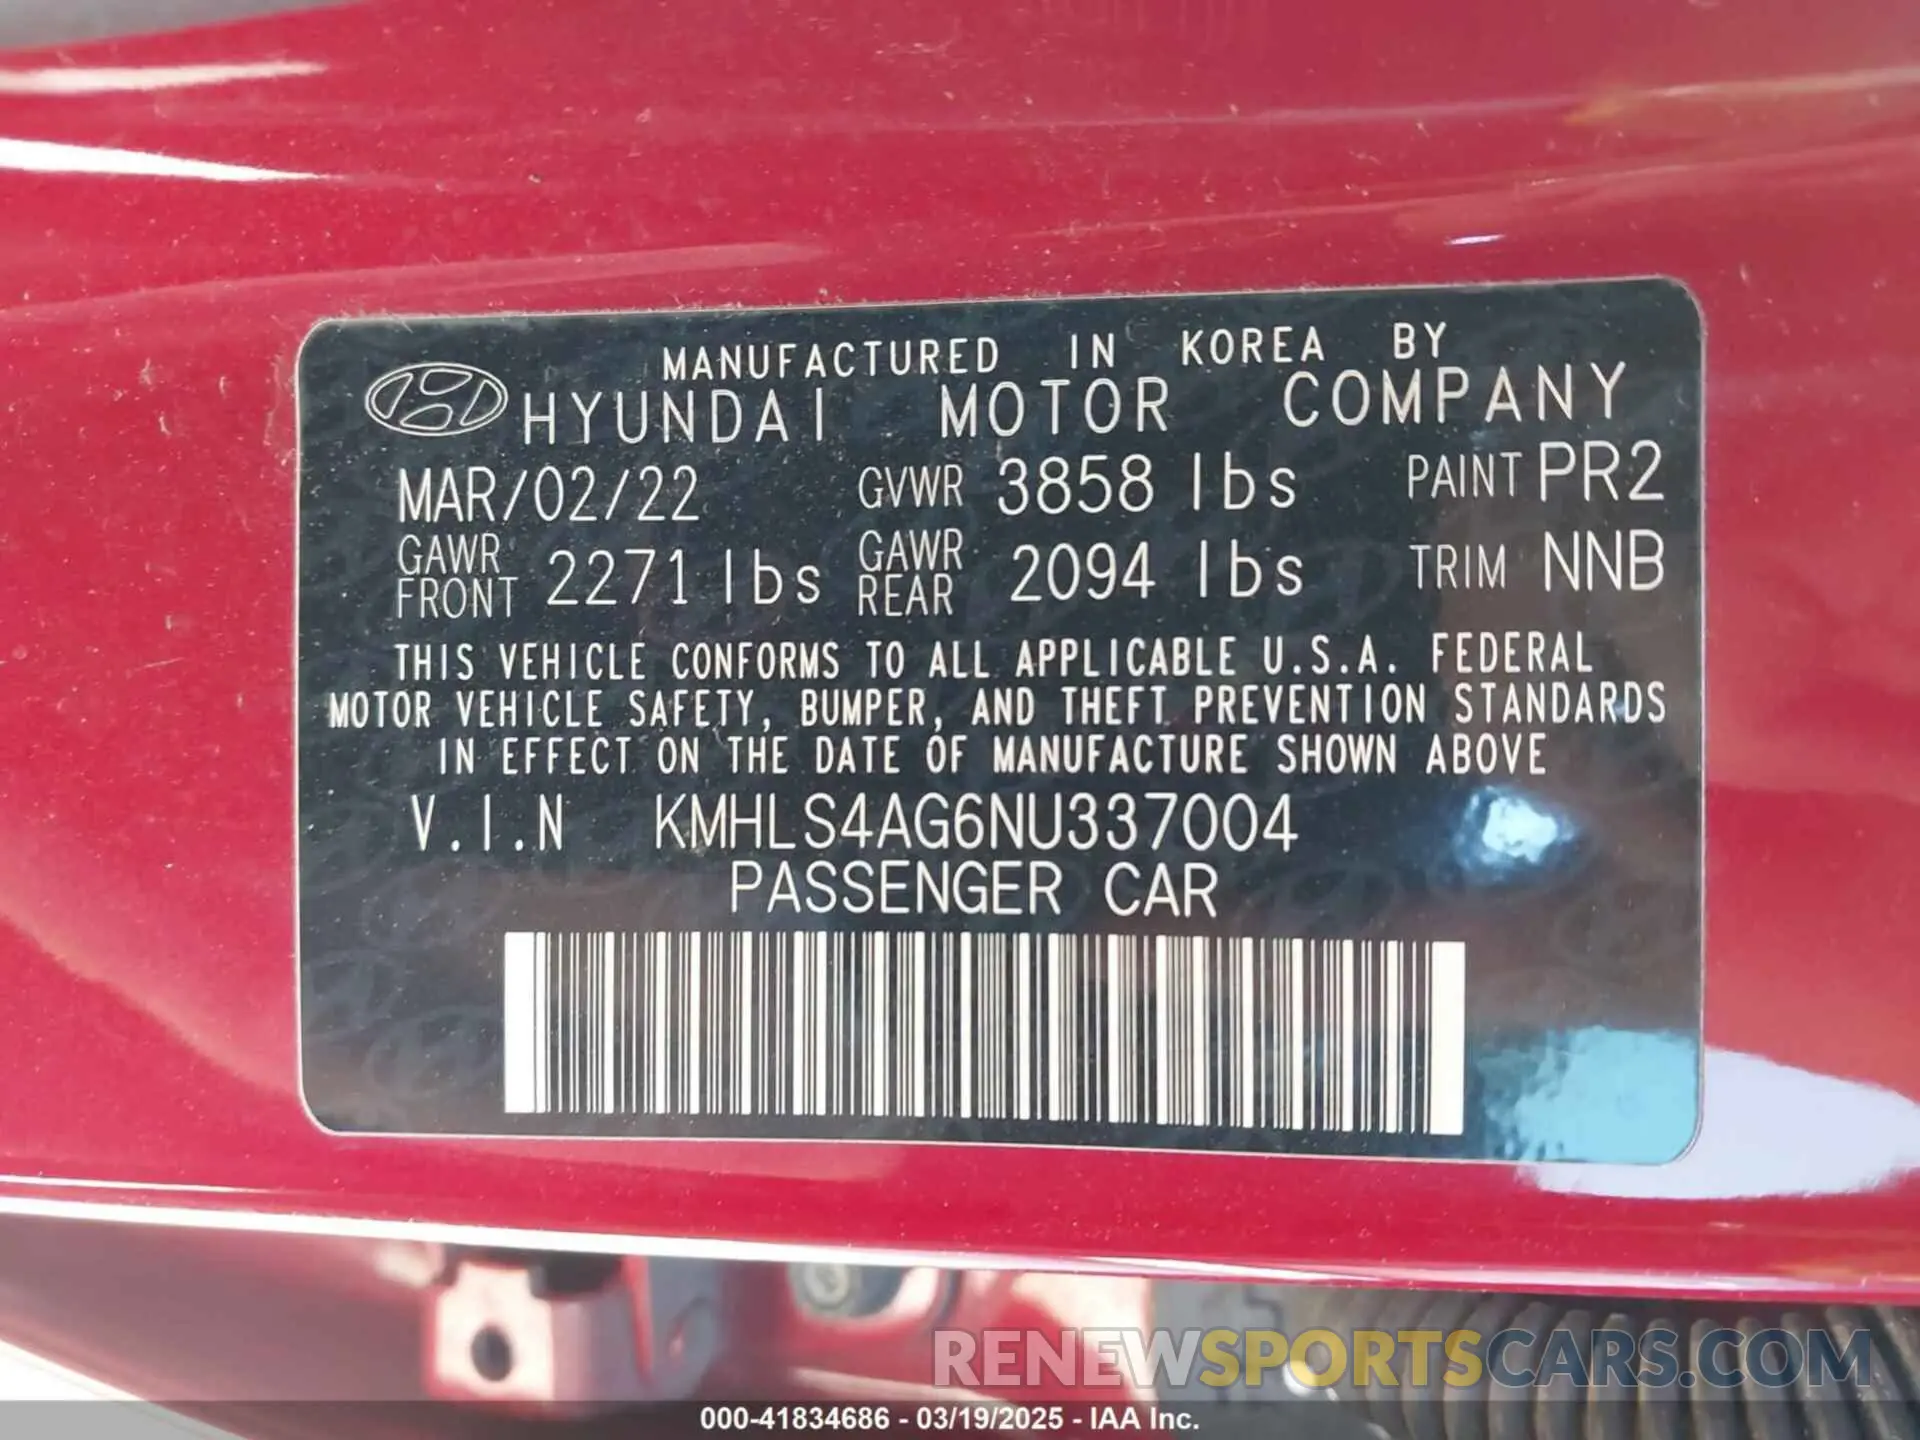 MANUFACTURED IN KOREA BY
HYUNDAI MOTOR COMPANY
MAR/02/22 GVWR 3858 lbs PAINT PR2
GAWR FRONT 2271 lbs GAWR REAR 2094 lbs TRIM NNB
THIS VEHICLE CONFORMS TO ALL APPLICABLE U.S.A. FEDERAL
MOTOR VEHICLE SAFETY, BUMPER, AND THEFT PREVENTION STANDARDS
IN EFFECT ON THE DATE OF MANUFACTURE SHOWN ABOVE
V.I.N KMHLS4AG6NU337004
PASSENGER CAR
RENEWSPORTSCARS.COM
000-41834686 - 03/19/2025 - IAA Inc.